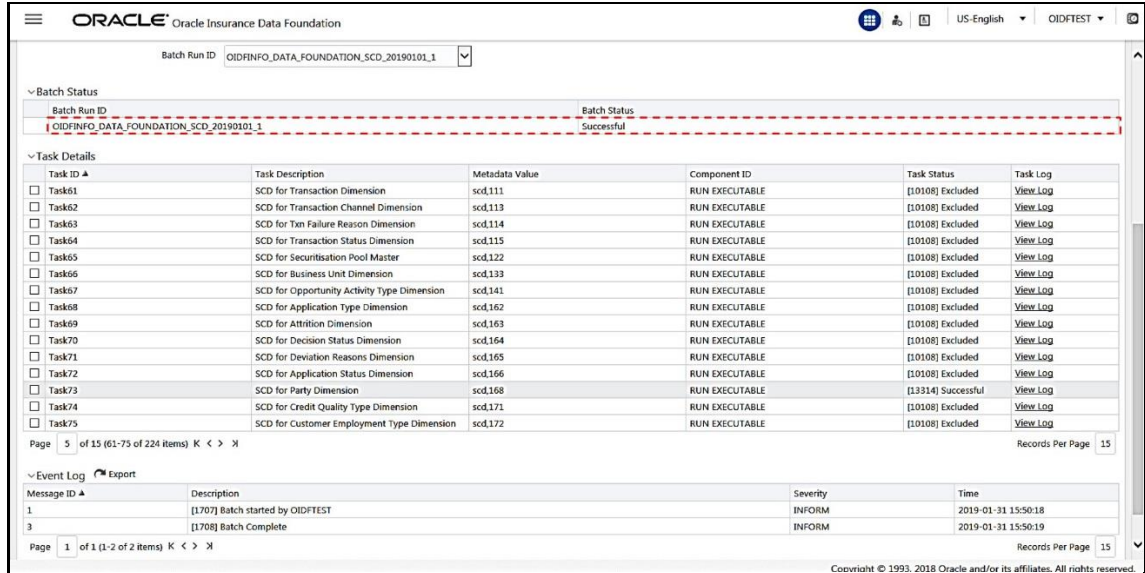 ORACLE® Oracle Insurance Data Foundation US-English OIDFTEST
Batch Run ID OIDFINFO_DATA_FOUNDATION_SCD_20190101_1
Batch Status
Batch Run ID Batch Status
OIDFINFO_DATA_FOUNDATION_SCD_20190101_1 Successful
Task Details
Task ID Task Description Metadata Value Component ID Task Status Task Log
Task61 SCD for Transaction Dimension scd,111 RUN EXECUTABLE [10108] Excluded View Log
Task62 SCD for Transaction Channel Dimension scd,113 RUN EXECUTABLE [10108] Excluded View Log
Task63 SCD for Txn Failure Reason Dimension scd,114 RUN EXECUTABLE [10108] Excluded View Log
Task64 SCD for Transaction Status Dimension scd,115 RUN EXECUTABLE [10108] Excluded View Log
Task65 SCD for Securitisation Pool Master scd,122 RUN EXECUTABLE [10108] Excluded View Log
Task66 SCD for Business Unit Dimension scd,133 RUN EXECUTABLE [10108] Excluded View Log
Task67 SCD for Opportunity Activity Type Dimension scd,141 RUN EXECUTABLE [10108] Excluded View Log
Task68 SCD for Application Type Dimension scd,162 RUN EXECUTABLE [10108] Excluded View Log
Task69 SCD for Attrition Dimension scd,163 RUN EXECUTABLE [10108] Excluded View Log
Task70 SCD for Decision Status Dimension scd,164 RUN EXECUTABLE [10108] Excluded View Log
Task71 SCD for Deviation Reasons Dimension scd,165 RUN EXECUTABLE [10108] Excluded View Log
Task72 SCD for Application Status Dimension scd,166 RUN EXECUTABLE [10108] Excluded View Log
Task73 SCD for Party Dimension scd,168 RUN EXECUTABLE [13314] Successful View Log
Task74 SCD for Credit Quality Type Dimension scd,171 RUN EXECUTABLE [10108] Excluded View Log
Task75 SCD for Customer Employment Type Dimension scd,172 RUN EXECUTABLE [10108] Excluded View Log
Page 5 of 15 (61-75 of 224 items) Records Per Page 15
Event Log Export
Message ID Description Severity Time
1 [1707] Batch started by OIDFTEST INFORM 2019-01-31 15:50:18
3 [1708] Batch Complete INFORM 2019-01-31 15:50:19
Page 1 of 1 (1-2 of 2 items) Records Per Page 15
Copyright © 1993, 2018 Oracle and/or its affiliates. All rights reserved.